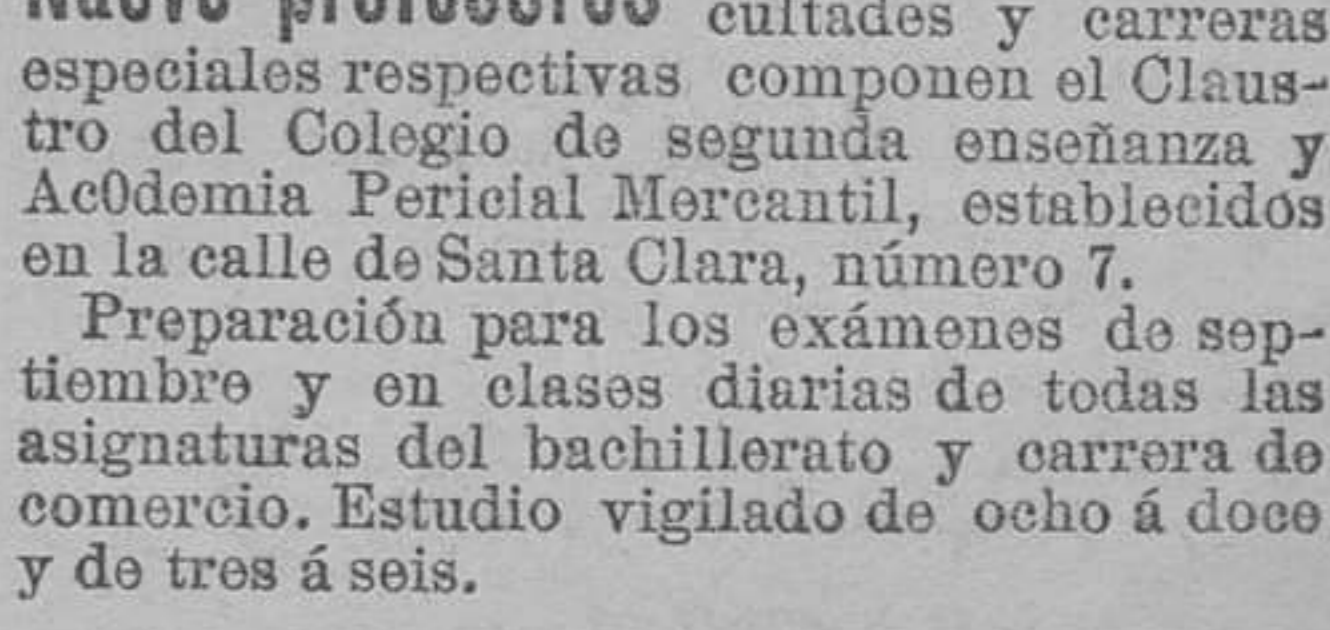 Nueve profesores cultades y carreras
especiales respectivas componen el Claus-
tro del Colegio de segunda enseñanza y
Ac0demia Pericial Mercantil, establecidos
en la calle de Santa Clara, número 7.
Preparación para los exámenes de sep-
tiembre y en clases diarias de todas las
asignaturas del bachillerato y carrera de
comercio. Estudio vigilado de ocho á doce
y de tres á seis.